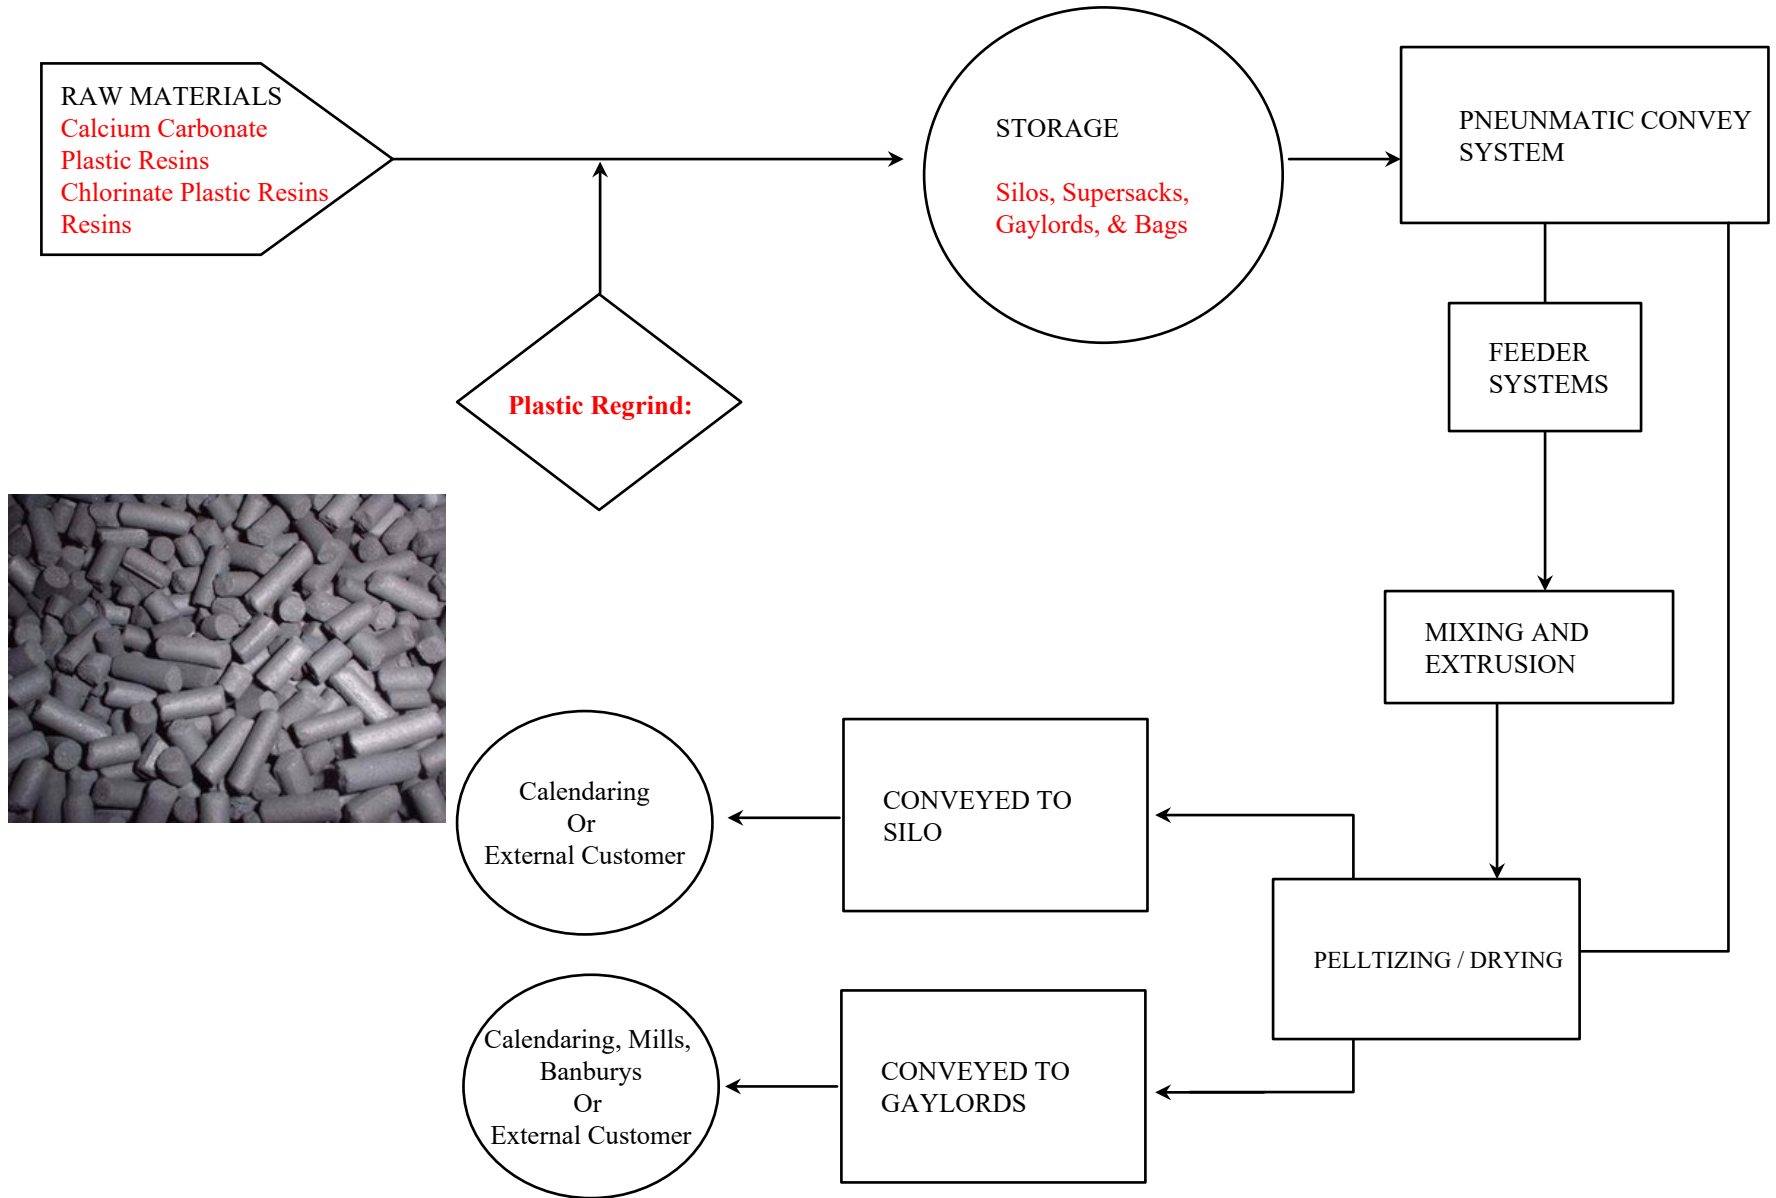 RAW MATERIALS
Calcium Carbonate
Plastic Resins
Chlorinate Plastic Resins
Resins
STORAGE
Silos, Supersacks,
Gaylords, & Bags
PNEUNMATIC CONVEY
SYSTEM
FEEDER
SYSTEMS
Plastic Regrind:
MIXING AND
EXTRUSION
Calendaring
Or
External Customer
CONVEYED TO
SILO
PELLTIZING / DRYING
Calendaring, Mills,
Banburys
Or
External Customer
CONVEYED TO
GAYLORDS